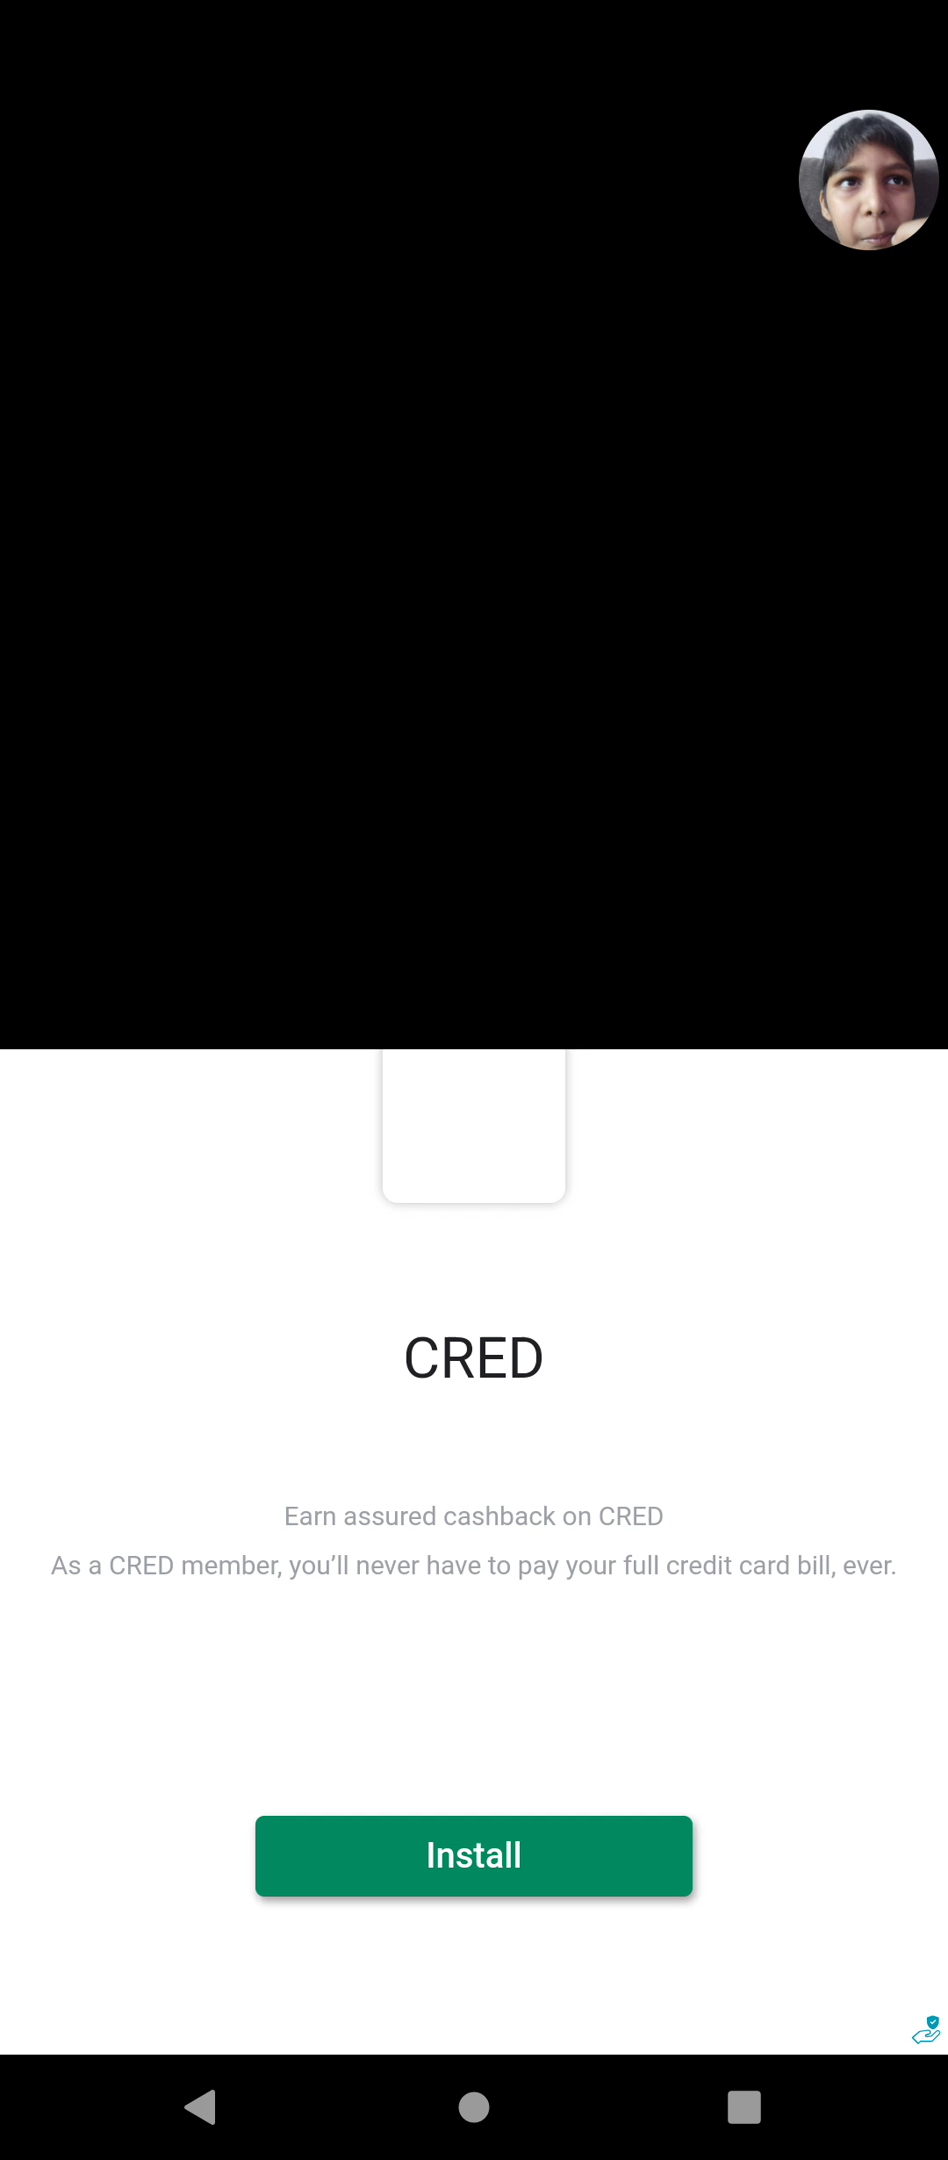 CRED
Earn assured cashback on CRED
As a CRED member, you’ll never have to pay your full credit card bill, ever.
Install